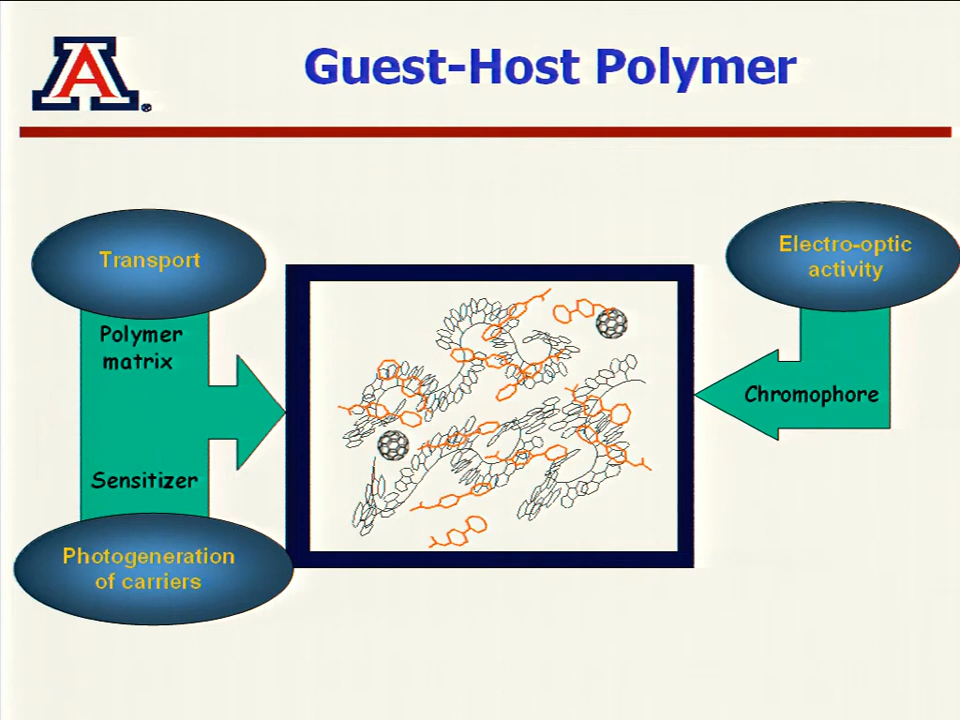 A
Guest-Host Polymer
Transport
Polymer
matrix
Sensitizer
Photogeneration
of carriers
Electro-optic
activity
Chromophore